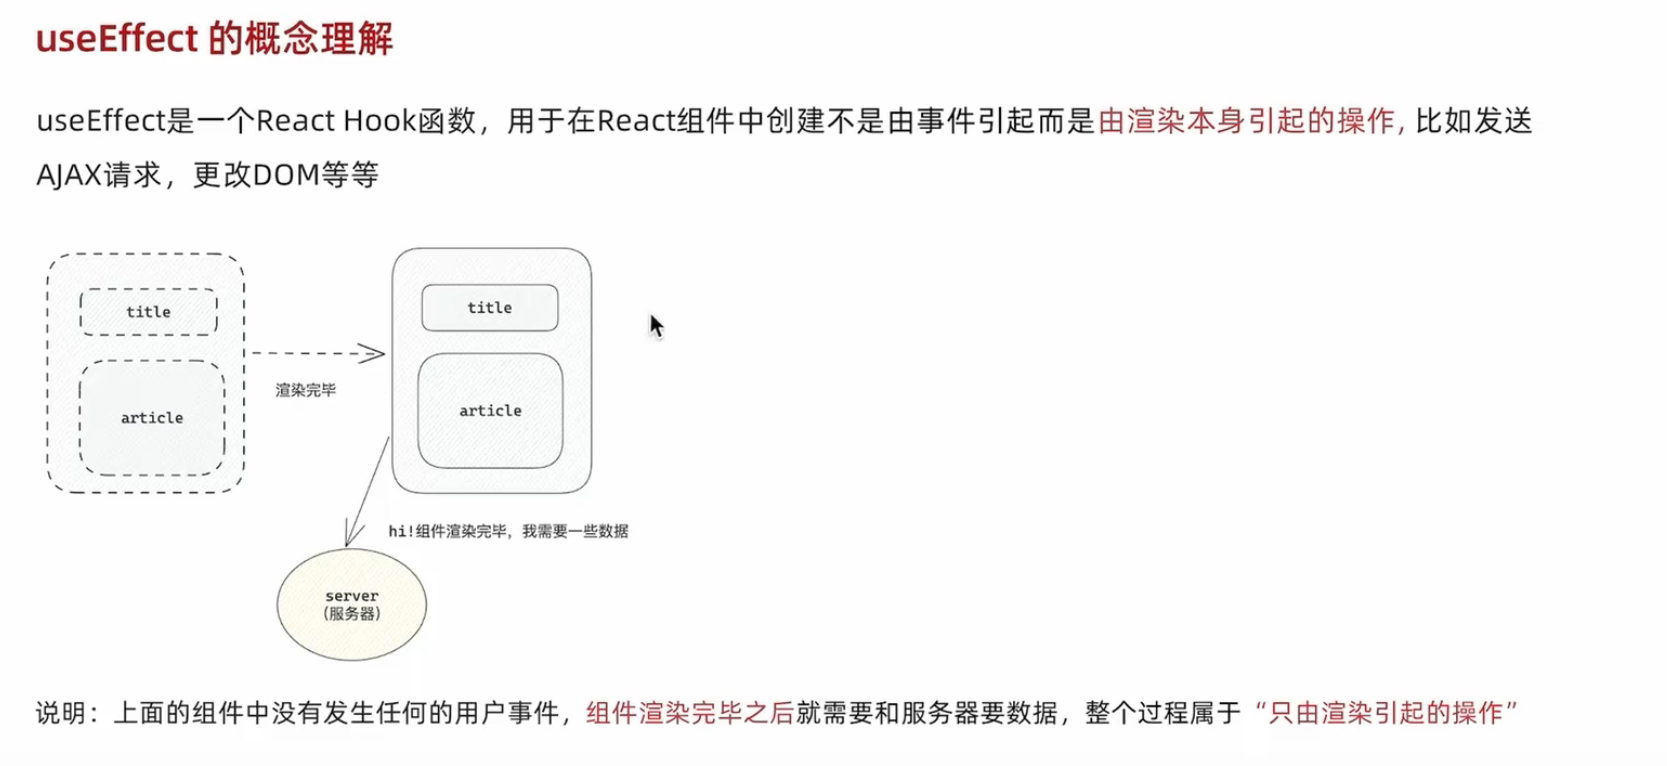 useEffect 的概念理解
useEffect是一个React Hook函数，用于在React组件中创建不是由事件引起而是由渲染本身引起的操作, 比如发送
AJAX请求，更改DOM等等
title
title
渲染完毕
article
article
hi!组件渲染完毕，我需要一些数据
server
(服务器)
说明：上面的组件中没有发生任何的用户事件，组件渲染完毕之后就需要和服务器要数据，整个过程属于“只由渲染引起的操作”